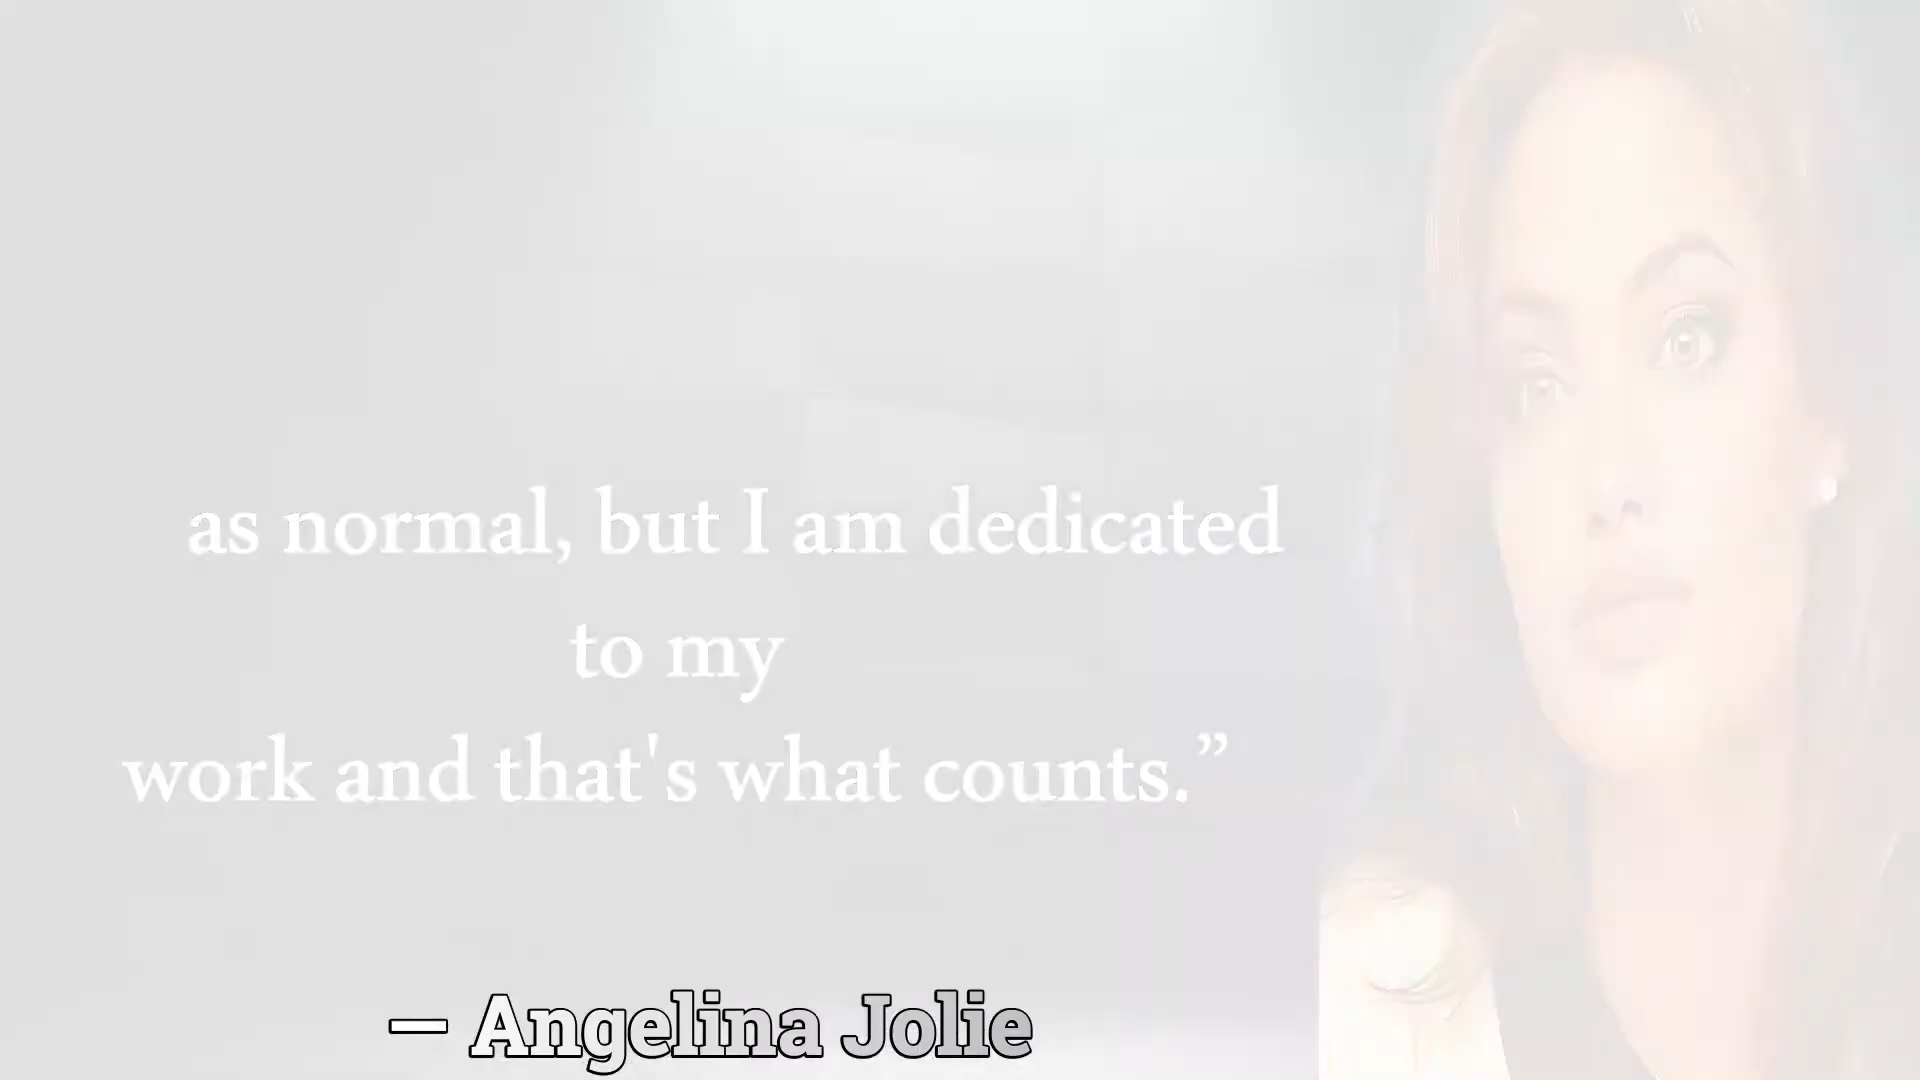 as normal, but I am dedicated
to my
work and that's what counts.”
— Angelina Jolie